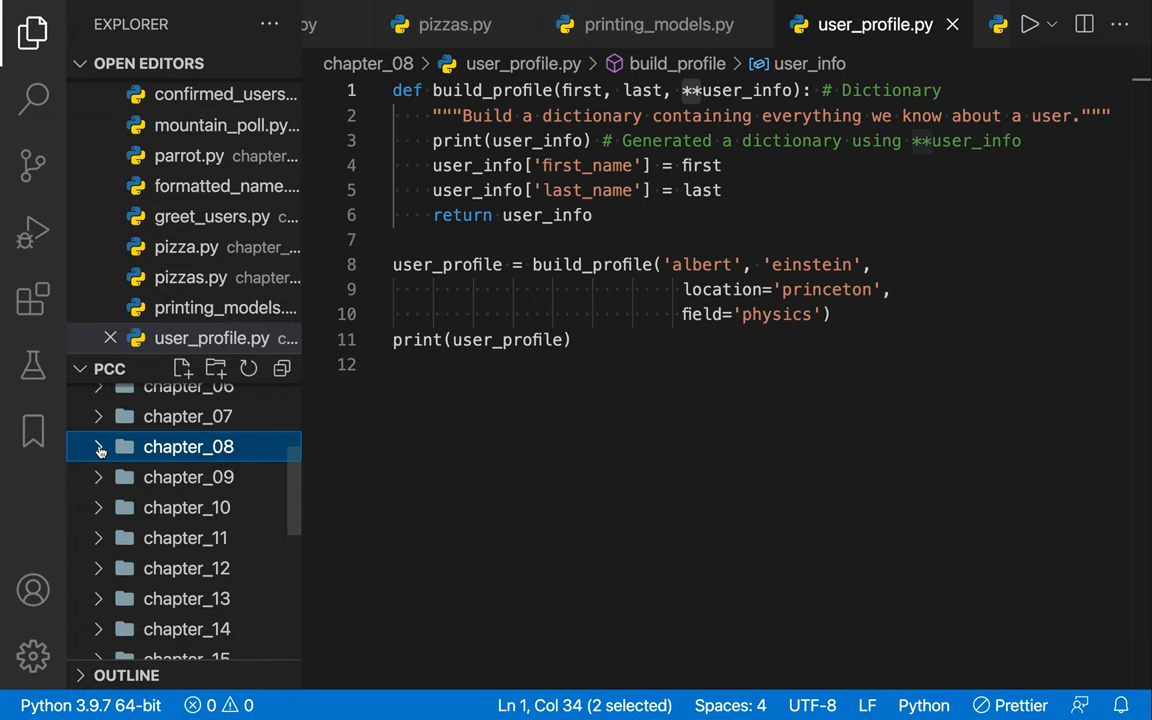 EXPLORER
py
pizzas.py
printing_models.py
user_profile.py
OPEN EDITORS
chapter_08 > user_profile.py > build_profile > user_info
confirmed_users...
mountain_poll.py...
parrot.py chapter...
formatted_name....
greet_users.py c...
pizza.py chapter_...
pizzas.py chapter...
printing_models....
user_profile.py c...
PCC
chapter_06
chapter_07
chapter_08
chapter_09
chapter_10
chapter_11
chapter_12
chapter_13
chapter_14
chapter_15
OUTLINE
1 def build_profile(first, last, **user_info): # Dictionary
2 """Build a dictionary containing everything we know about a user."""
3 print(user_info) # Generated a dictionary using **user_info
4 user_info['first_name'] = first
5 user_info['last_name'] = last
6 return user_info
7
8 user_profile = build_profile('albert', 'einstein',
9 location='princeton',
10 field='physics')
11 print(user_profile)
12
Python 3.9.7 64-bit 0 0 Ln 1, Col 34 (2 selected) Spaces: 4 UTF-8 LF Python Prettier